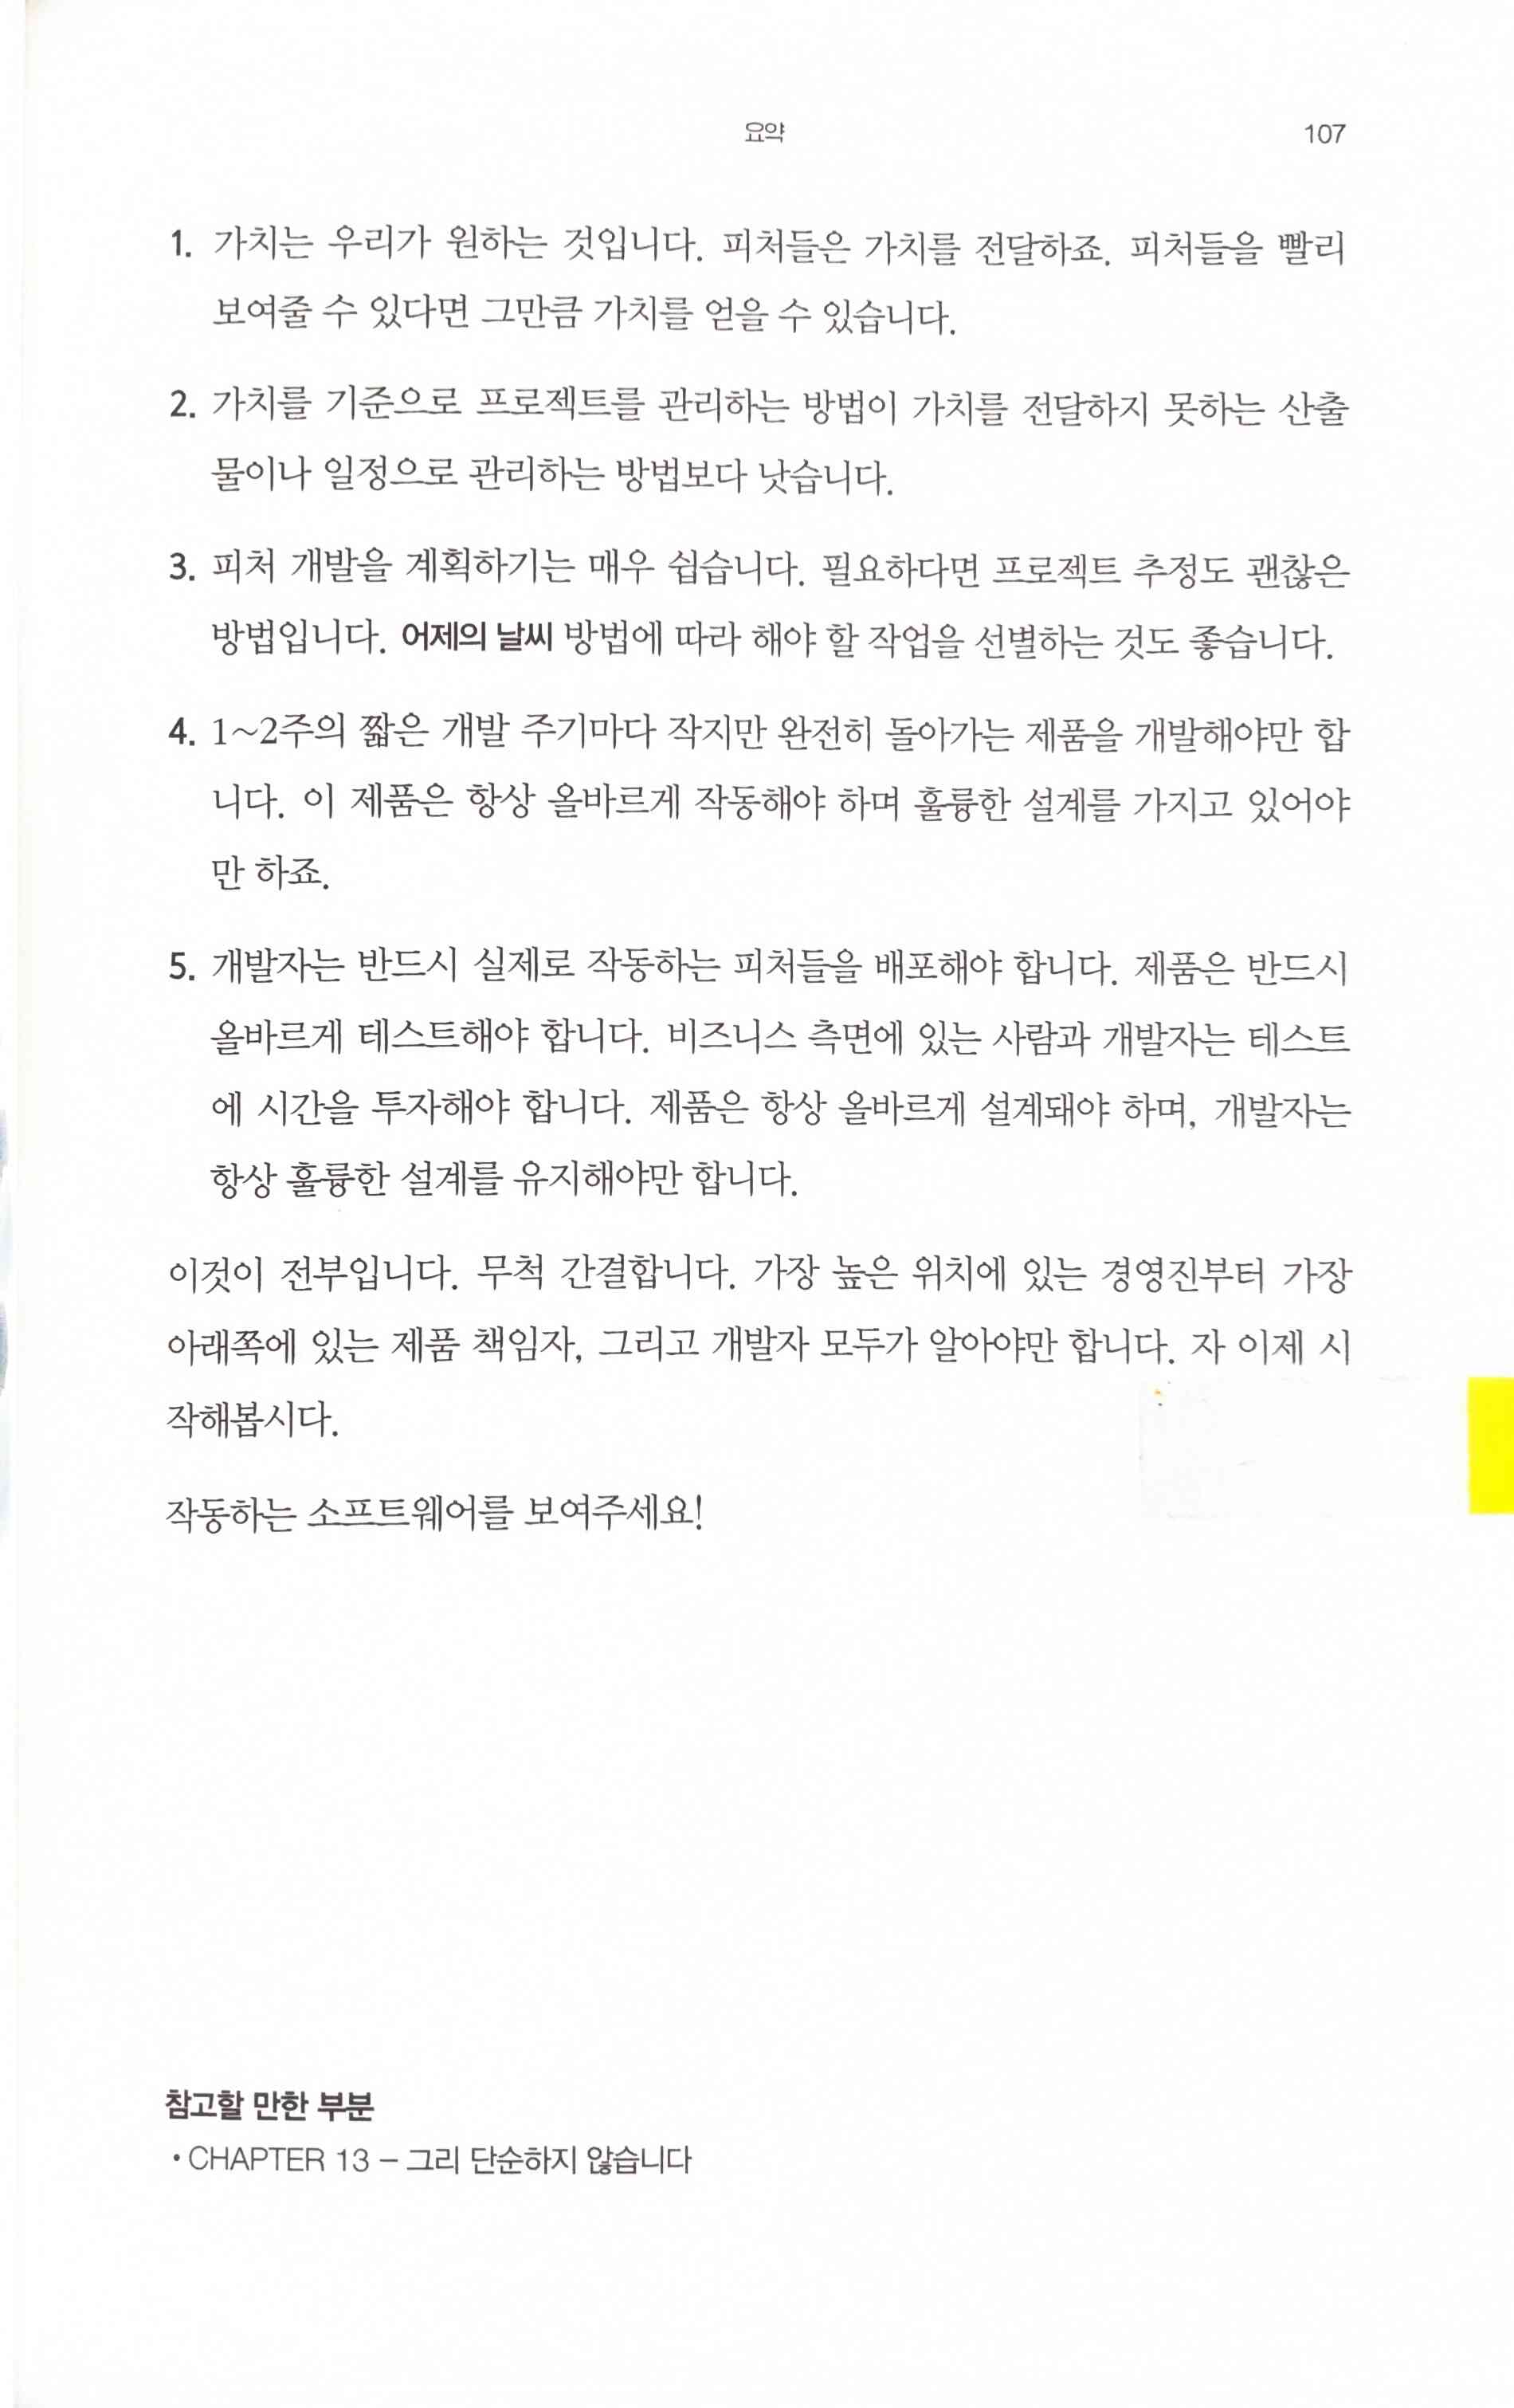 요약
107
1. 가치는 우리가 원하는 것입니다. 피처들은 가치를 전달하죠. 피처들을 빨리
보여줄 수 있다면 그만큼 가치를 얻을 수 있습니다.
2. 가치를 기준으로 프로젝트를 관리하는 방법이 가치를 전달하지 못하는 산출
물이나 일정으로 관리하는 방법보다 낫습니다.
3. 피처 개발을 계획하기는 매우 쉽습니다. 필요하다면 프로젝트 추정도 괜찮은
방법입니다. 어제의 날씨 방법에 따라 해야 할 작업을 선별하는 것도 좋습니다.
4. 1~2주의 짧은 개발 주기마다 작지만 완전히 돌아가는 제품을 개발해야만 합
니다. 이 제품은 항상 올바르게 작동해야 하며 훌륭한 설계를 가지고 있어야
만 하죠.
5. 개발자는 반드시 실제로 작동하는 피처들을 배포해야 합니다. 제품은 반드시
올바르게 테스트해야 합니다. 비즈니스 측면에 있는 사람과 개발자는 테스트
에 시간을 투자해야 합니다. 제품은 항상 올바르게 설계돼야 하며, 개발자는
항상 훌륭한 설계를 유지해야만 합니다.
이것이 전부입니다. 무척 간결합니다. 가장 높은 위치에 있는 경영진부터 가장
아래쪽에 있는 제품 책임자, 그리고 개발자 모두가 알아야만 합니다. 자 이제 시
작해봅시다.
작동하는 소프트웨어를 보여주세요!
참고할 만한 부분
• CHAPTER 13 – 그리 단순하지 않습니다